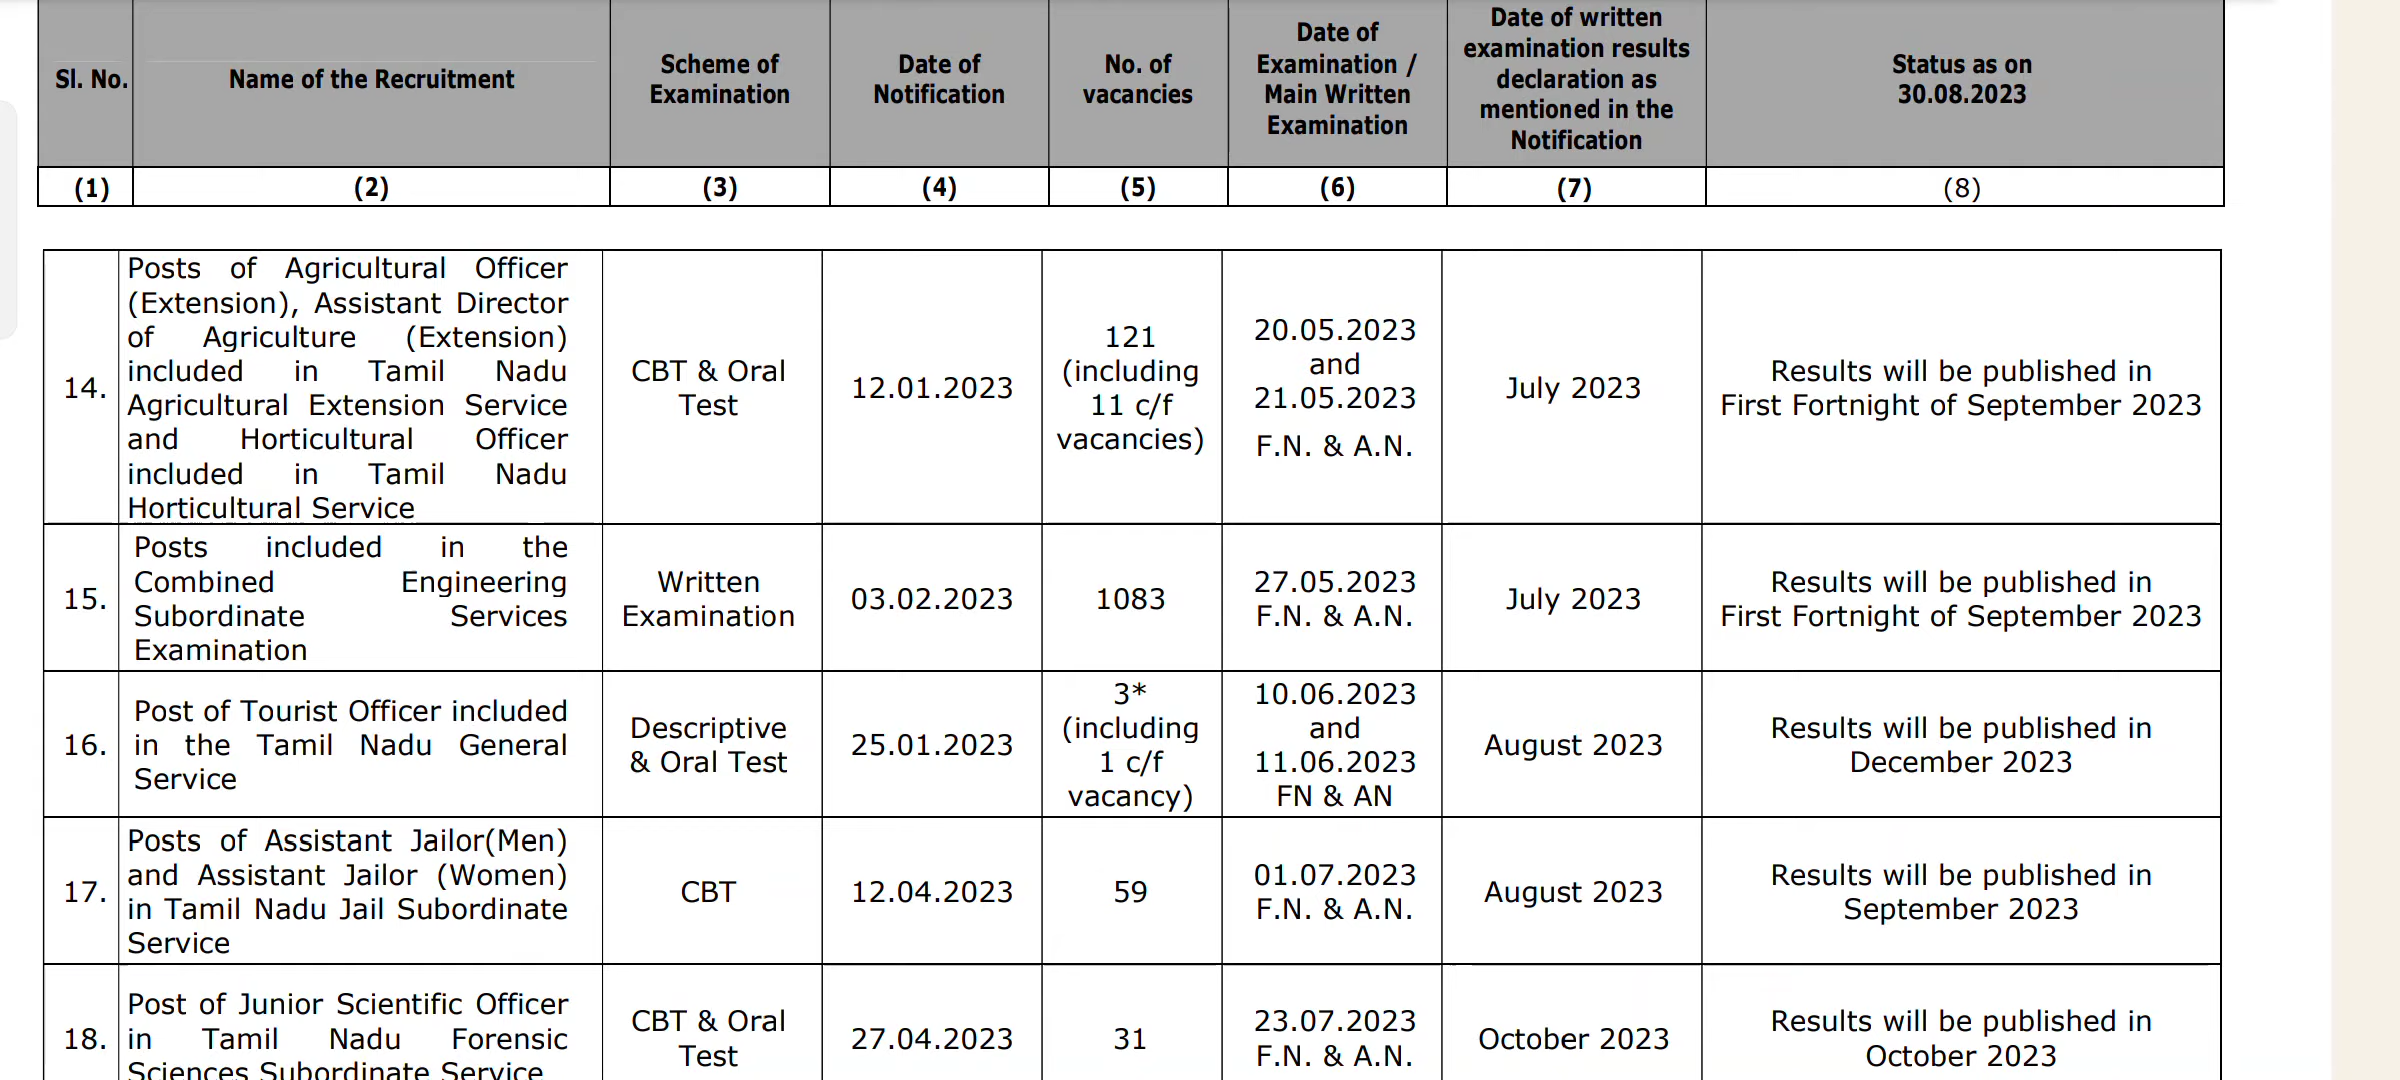 Sl. No.
Name of the Recruitment
Scheme of
Examination
Date of
Notification
No. of
vacancies
Date of
Examination /
Main Written
Examination
Date of written
examination results
declaration as
mentioned in the
Notification
Status as on
30.08.2023
(1)
(2)
(3)
(4)
(5)
(6)
(7)
(8)
14.
Posts of Agricultural Officer
(Extension), Assistant Director
of Agriculture (Extension)
included in Tamil Nadu
Agricultural Extension Service
and Horticultural Officer
included in Tamil Nadu
Horticultural Service
CBT & Oral
Test
12.01.2023
121
(including
11 c/f
vacancies)
20.05.2023
and
21.05.2023
F.N. & A.N.
July 2023
Results will be published in
First Fortnight of September 2023
15.
Posts included in the
Combined Engineering
Subordinate Services
Examination
Written
Examination
03.02.2023
1083
27.05.2023
F.N. & A.N.
July 2023
Results will be published in
First Fortnight of September 2023
16.
Post of Tourist Officer included
in the Tamil Nadu General
Service
Descriptive
& Oral Test
25.01.2023
3*
(including
1 c/f
vacancy)
10.06.2023
and
11.06.2023
FN & AN
August 2023
Results will be published in
December 2023
17.
Posts of Assistant Jailor(Men)
and Assistant Jailor (Women)
in Tamil Nadu Jail Subordinate
Service
CBT
12.04.2023
59
01.07.2023
F.N. & A.N.
August 2023
Results will be published in
September 2023
18.
Post of Junior Scientific Officer
in Tamil Nadu Forensic
Sciences Subordinate Service
CBT & Oral
Test
27.04.2023
31
23.07.2023
F.N. & A.N.
October 2023
Results will be published in
October 2023